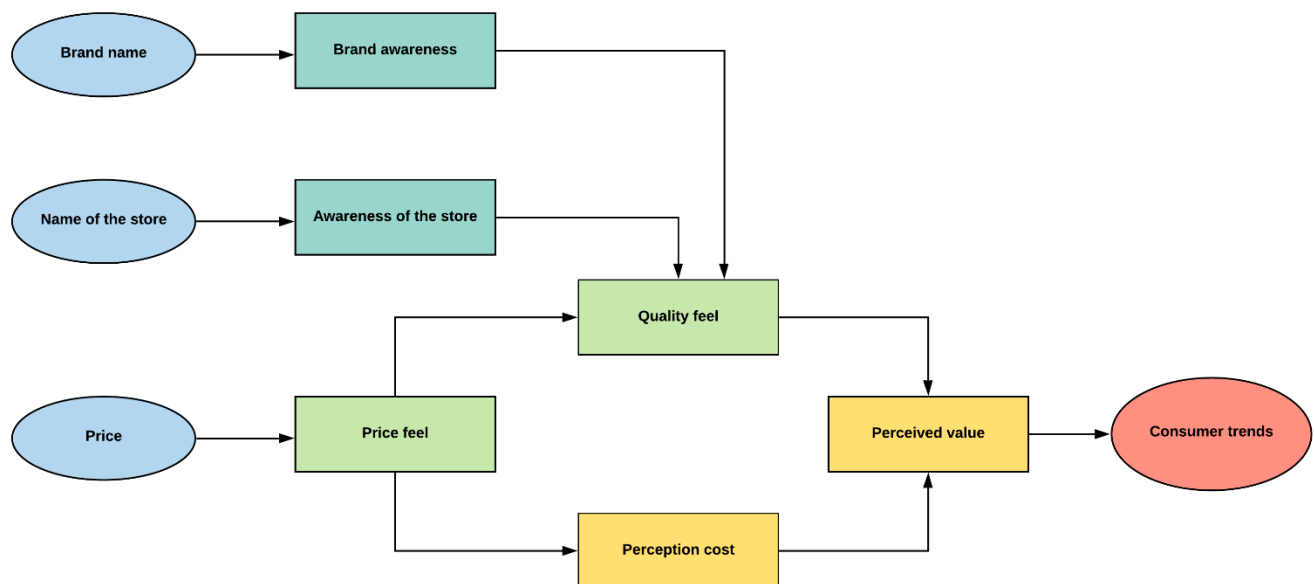 Brand name
Brand awareness
Name of the store
Awareness of the store
Quality feel
Price
Price feel
Perceived value
Consumer trends
Perception cost